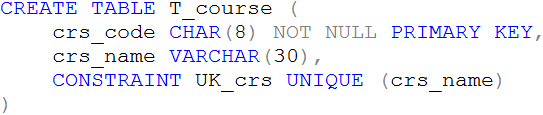 CREATE TABLE T_course (
    crs_code CHAR(8) NOT NULL PRIMARY KEY,
    crs_name VARCHAR(30),
    CONSTRAINT UK_crs UNIQUE (crs_name)
)